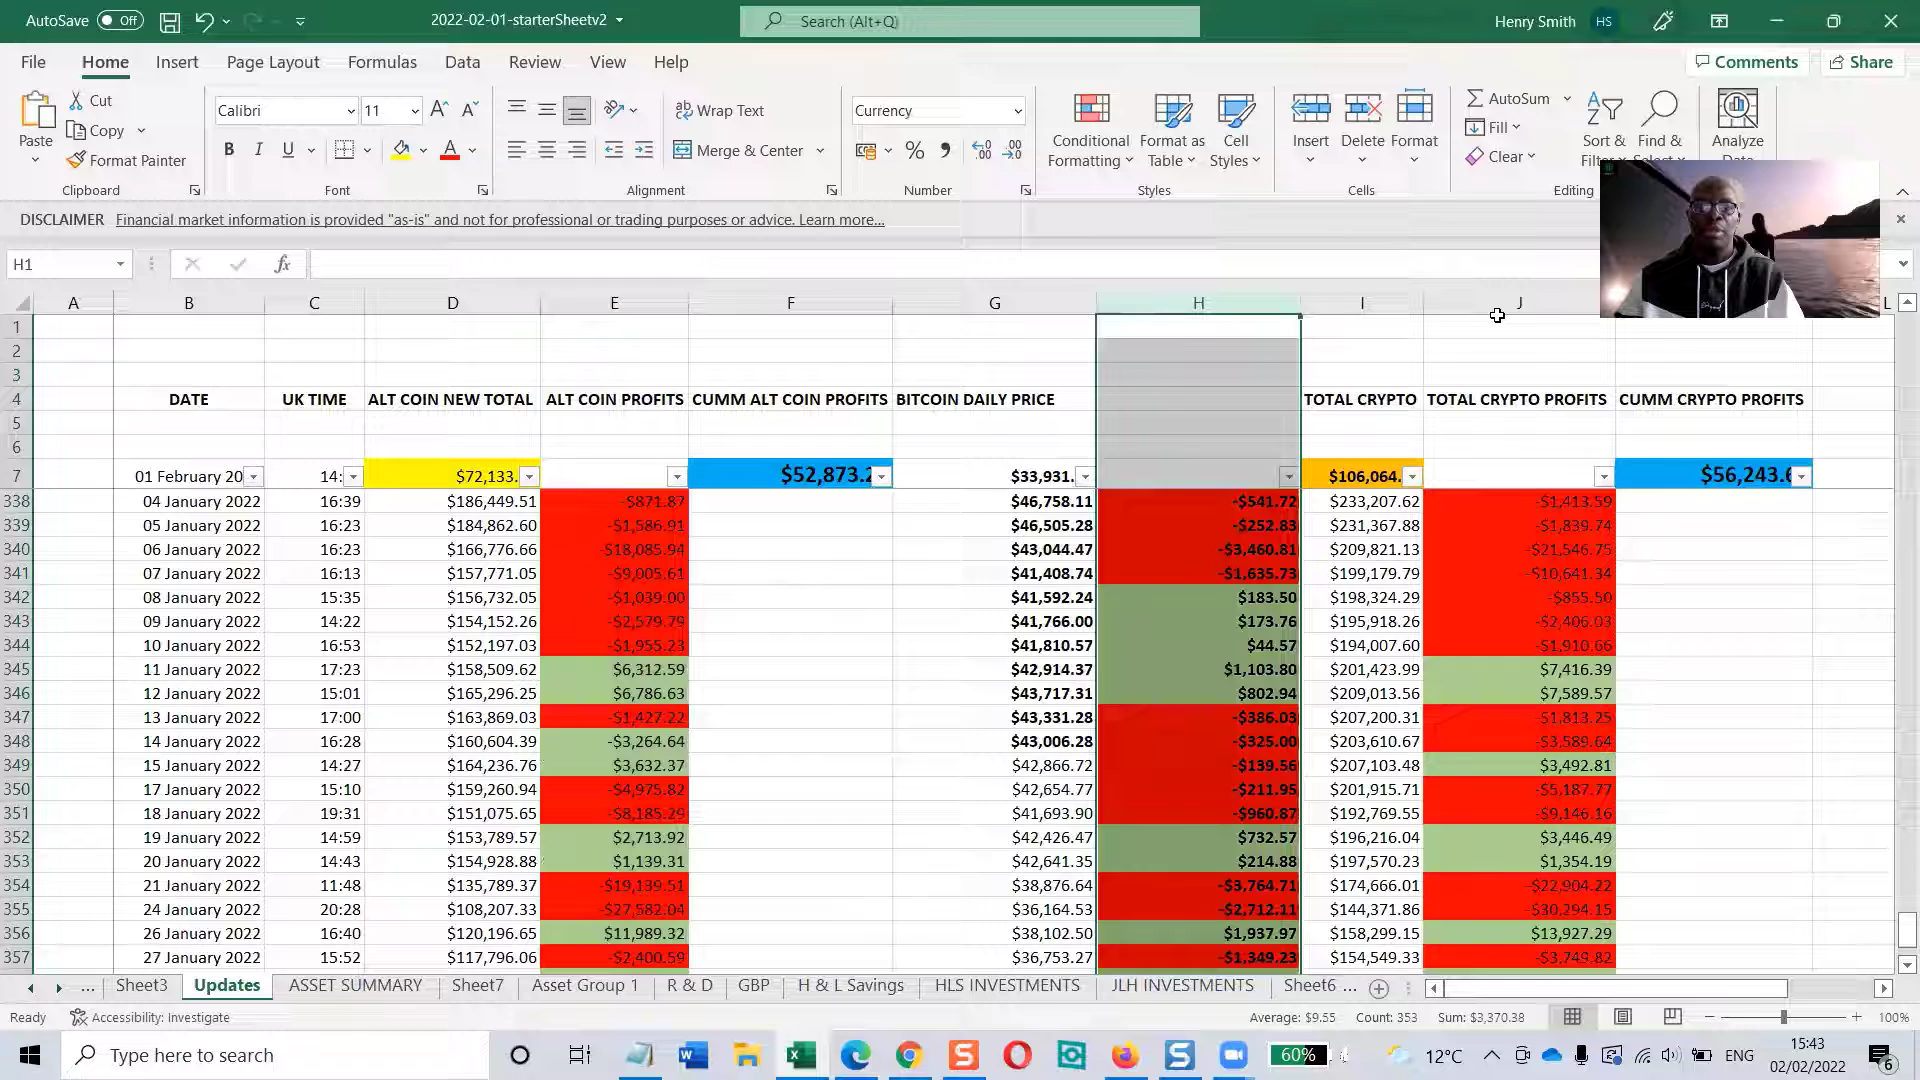 AutoSave Off 2022-02-01-starterSheetv2 Search (Alt+Q) Henry Smith HS
File Home Insert Page Layout Formulas Data Review View Help Comments Share
Paste Cut Copy Format Painter Clipboard
Calibri 11 B I U Font
Wrap Text Merge & Center Alignment
Currency Number
Conditional Formatting Format as Table Cell Styles Styles
Insert Delete Format Cells
AutoSum Fill Clear Sort & Find & Editing
Analyze
DISCLAIMER Financial market information is provided "as-is" and not for professional or trading purposes or advice. Learn more...
H1 fx
A B C D E F G H I J L
1
2
3
4 DATE UK TIME ALT COIN NEW TOTAL ALT COIN PROFITS CUMM ALT COIN PROFITS BITCOIN DAILY PRICE TOTAL CRYPTO TOTAL CRYPTO PROFITS CUMM CRYPTO PROFITS
5
6
7 01 February 20 14: $72,133. $52,873.2 $33,931. $106,064. $56,243.6
338 04 January 2022 16:39 $186,449.51 -$871.87 $46,758.11 -$541.72 $233,207.62 -$1,413.59
339 05 January 2022 16:23 $184,862.60 -$1,586.91 $46,505.28 -$252.83 $231,367.88 -$1,839.74
340 06 January 2022 16:23 $166,776.66 -$18,085.94 $43,044.47 -$3,460.81 $209,821.13 -$21,546.75
341 07 January 2022 16:13 $157,771.05 -$9,005.61 $41,408.74 -$1,635.73 $199,179.79 -$10,641.34
342 08 January 2022 15:35 $156,732.05 -$1,039.00 $41,592.24 $183.50 $198,324.29 -$855.50
343 09 January 2022 14:22 $154,152.26 -$2,579.79 $41,766.00 $173.76 $195,918.26 -$2,406.03
344 10 January 2022 16:53 $152,197.03 -$1,955.23 $41,810.57 $44.57 $194,007.60 -$1,910.66
345 11 January 2022 17:23 $158,509.62 $6,312.59 $42,914.37 $1,103.80 $201,423.99 $7,416.39
346 12 January 2022 15:01 $165,296.25 $6,786.63 $43,717.31 $802.94 $209,013.56 $7,589.57
347 13 January 2022 17:00 $163,869.03 -$1,427.22 $43,331.28 -$386.03 $207,200.31 -$1,813.25
348 14 January 2022 16:28 $160,604.39 -$3,264.64 $43,006.28 -$325.00 $203,610.67 -$3,589.64
349 15 January 2022 14:27 $164,236.76 $3,632.37 $42,866.72 -$139.56 $207,103.48 $3,492.81
350 17 January 2022 15:10 $159,260.94 -$4,975.82 $42,654.77 -$211.95 $201,915.71 -$5,187.77
351 18 January 2022 19:31 $151,075.65 -$8,185.29 $41,693.90 -$960.87 $192,769.55 -$9,146.16
352 19 January 2022 14:59 $153,789.57 $2,713.92 $42,426.47 $732.57 $196,216.04 $3,446.49
353 20 January 2022 14:43 $154,928.88 $1,139.31 $42,641.35 $214.88 $197,570.23 $1,354.19
354 21 January 2022 11:48 $135,789.37 -$19,139.51 $38,876.64 -$3,764.71 $174,666.01 -$22,904.22
355 24 January 2022 20:28 $108,207.33 -$27,582.04 $36,164.53 -$2,712.11 $144,371.86 -$30,294.15
356 26 January 2022 16:40 $120,196.65 $11,989.32 $38,102.50 $1,937.97 $158,299.15 $13,927.29
357 27 January 2022 15:52 $117,796.06 -$2,400.59 $36,753.27 -$1,349.23 $154,549.33 -$3,749.82
... Sheet3 Updates ASSET SUMMARY Sheet7 Asset Group 1 R & D GBP H & L Savings HLS INVESTMENTS JLH INVESTMENTS Sheet6 ...
Ready Accessibility: Investigate Average: $9.55 Count: 353 Sum: $3,370.38 100%
Type here to search 60% 12°C ENG 15:43
02/02/2022 6